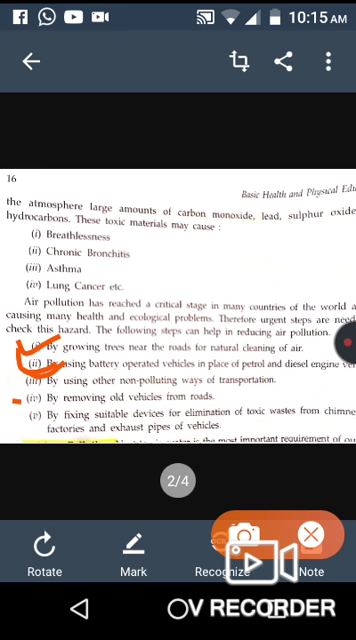 10:15AM
16
Basic Health and Physical Edu
the atmosphere large amounts of carbon monoxide, lead, sulphur oxide
hydrocarbons. These toxic materials may cause :
(i) Breathlessness
(ii) Chronic Bronchitis
(iii) Asthma
(iv) Lung Cancer etc.
Air pollution has reached a critical stage in many countries of the world a
causing many health and ecological problems. Therefore urgent steps are need
check this hazard. The following steps can help in reducing air pollution.
(i) By growing trees near the roads for natural cleaning of air.
(ii) By using battery operated vehicles in place of petrol and diesel engine ve
(iii) By using other non-polluting ways of transportation.
(iv) By removing old vehicles from roads.
(v) By fixing suitable devices for elimination of toxic wastes from chimne
factories and exhaust pipes of vehicles.
is the most important requirement of
2/4
Rotate
Mark
Recognize
Note
V RECORDER